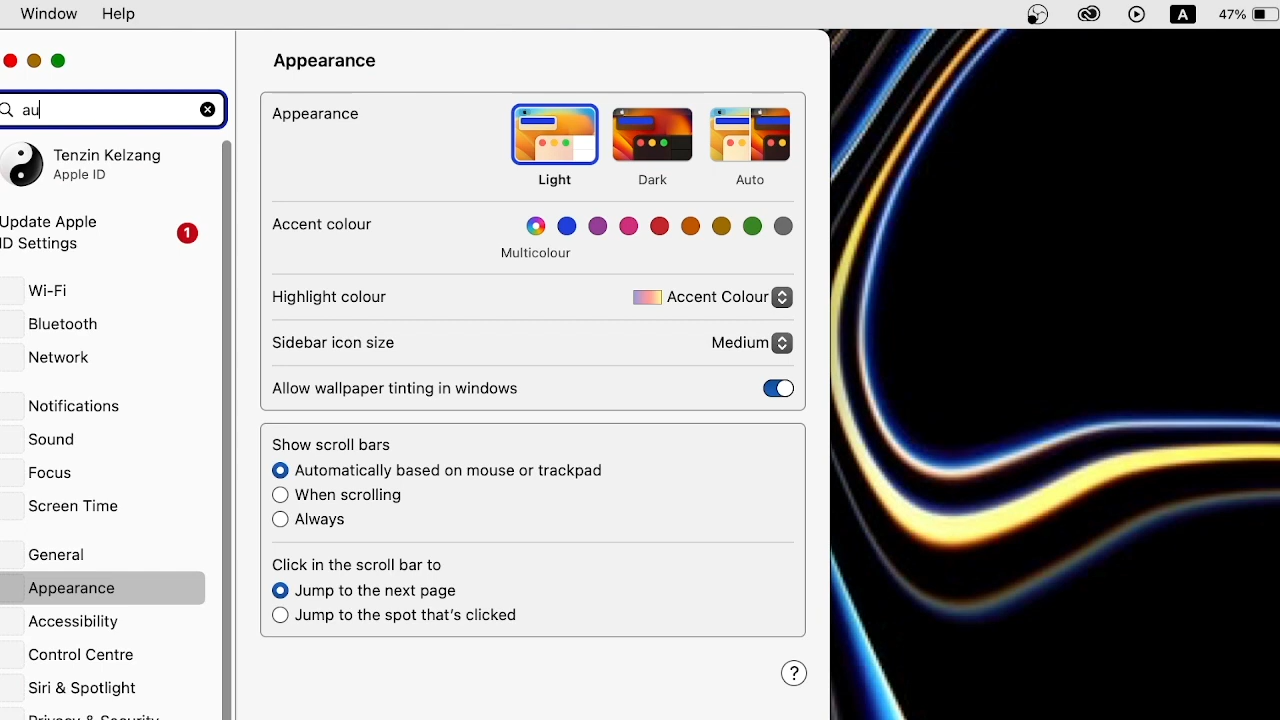 Window Help A 47%
au
Tenzin Kelzang
Apple ID
Update Apple
ID Settings
1
Wi-Fi
Bluetooth
Network
Notifications
Sound
Focus
Screen Time
General
Appearance
Accessibility
Control Centre
Siri & Spotlight
Privacy & Security
Appearance
Appearance
Light Dark Auto
Accent colour
Multicolour
Highlight colour Accent Colour
Sidebar icon size Medium
Allow wallpaper tinting in windows
Show scroll bars
Automatically based on mouse or trackpad
When scrolling
Always
Click in the scroll bar to
Jump to the next page
Jump to the spot that's clicked
?